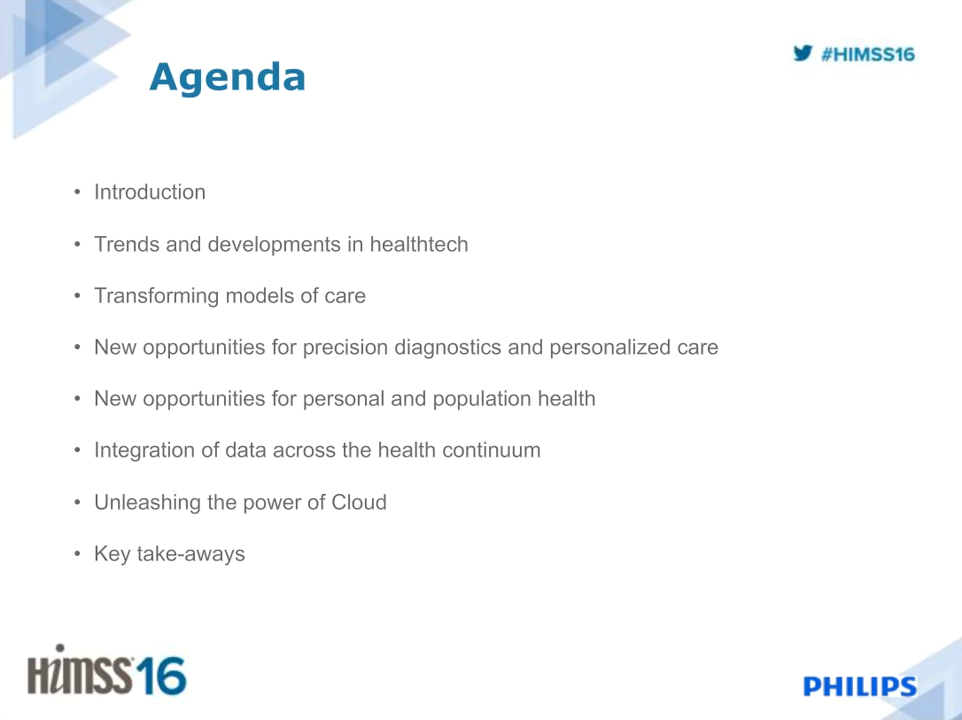 #HIMSS16
Agenda
• Introduction
• Trends and developments in healthtech
• Transforming models of care
• New opportunities for precision diagnostics and personalized care
• New opportunities for personal and population health
• Integration of data across the health continuum
• Unleashing the power of Cloud
• Key take-aways
HiMSS16
PHILIPS